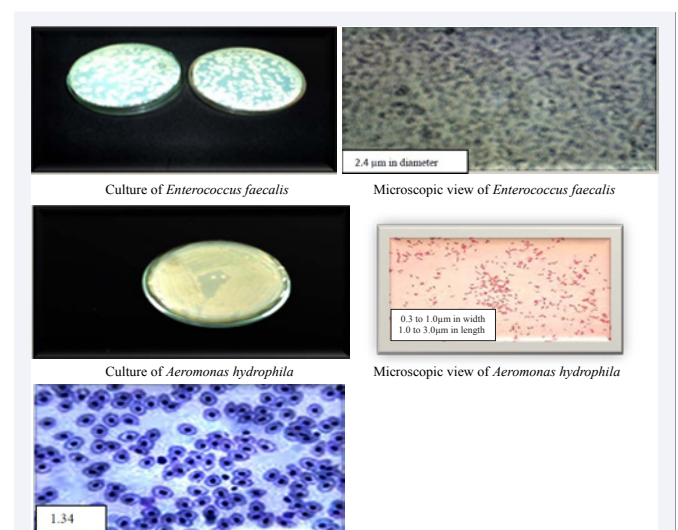 2.4 µm in diameter
Culture of Enterococcus faecalis
Microscopic view of Enterococcus faecalis
0.3 to 1.0µm in width
1.0 to 3.0µm in length
Culture of Aeromonas hydrophila
Microscopic view of Aeromonas hydrophila
1.34